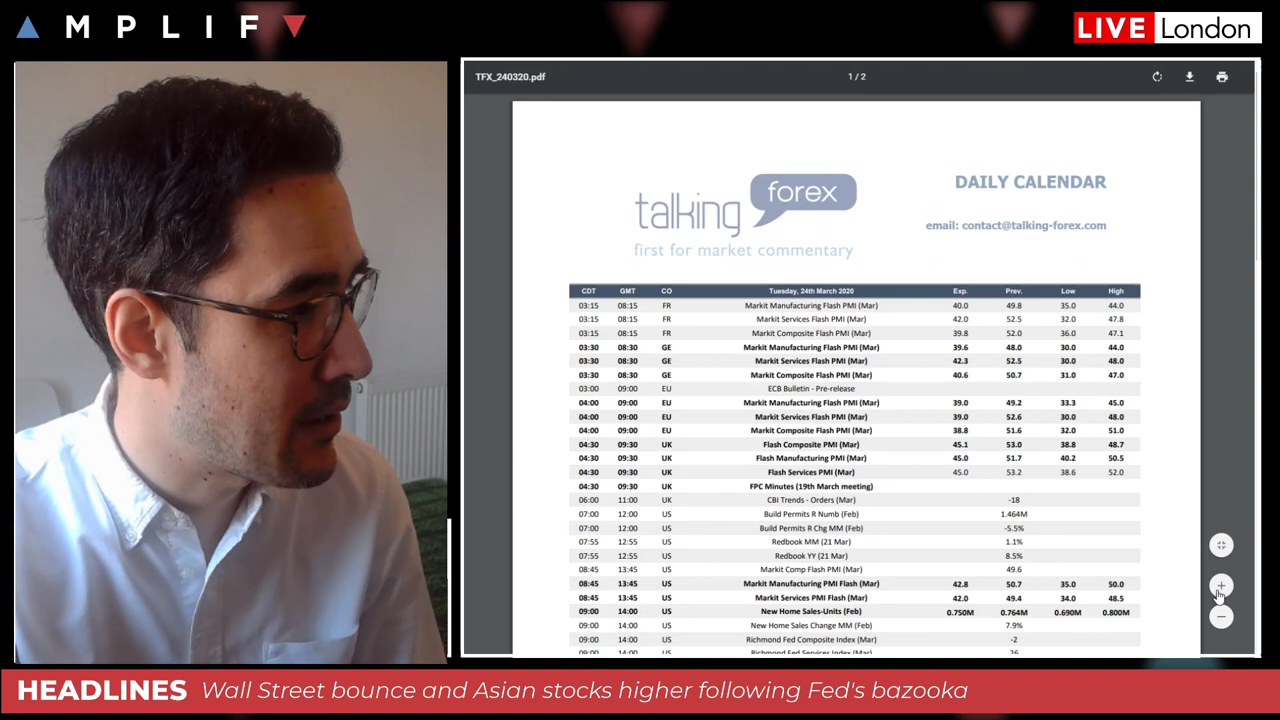 MPLIF
LIVE London
TFX_240320.pdf
1 / 2
talking forex
first for market commentary
DAILY CALENDAR
email: contact@talking-forex.com
CDT GMT CO Tuesday, 24th March 2020 Exp. Prev. Low High
03:15 08:15 FR Markit Manufacturing Flash PMI (Mar) 40.0 49.8 35.0 44.0
03:15 08:15 FR Markit Services Flash PMI (Mar) 42.0 52.5 32.0 47.8
03:15 08:15 FR Markit Composite Flash PMI (Mar) 39.8 52.0 36.0 47.1
03:30 08:30 GE Markit Manufacturing Flash PMI (Mar) 39.6 48.0 30.0 44.0
03:30 08:30 GE Markit Services Flash PMI (Mar) 42.3 52.5 30.0 48.0
03:30 08:30 GE Markit Composite Flash PMI (Mar) 40.6 50.7 31.0 47.0
03:00 09:00 EU ECB Bulletin - Pre-release
04:00 09:00 EU Markit Manufacturing Flash PMI (Mar) 39.0 49.2 33.3 45.0
04:00 09:00 EU Markit Services Flash PMI (Mar) 39.0 52.6 30.0 48.0
04:00 09:00 EU Markit Composite Flash PMI (Mar) 38.8 51.6 32.0 51.0
04:30 09:30 UK Flash Composite PMI (Mar) 45.1 53.0 38.8 48.7
04:30 09:30 UK Flash Manufacturing PMI (Mar) 45.0 51.7 40.2 50.5
04:30 09:30 UK Flash Services PMI (Mar) 45.0 53.2 38.6 52.0
04:30 09:30 UK FPC Minutes (19th March meeting)
06:00 11:00 UK CBI Trends - Orders (Mar) -18
07:00 12:00 US Build Permits R Numb (Feb) 1.464M
07:00 12:00 US Build Permits R Chg MM (Feb) -5.5%
07:55 12:55 US Redbook MM (21 Mar) 1.1%
07:55 12:55 US Redbook YY (21 Mar) 8.5%
08:45 13:45 US Markit Comp Flash PMI (Mar) 49.6
08:45 13:45 US Markit Manufacturing PMI Flash (Mar) 42.8 50.7 35.0 50.0
08:45 13:45 US Markit Services PMI Flash (Mar) 42.0 49.4 34.0 48.5
09:00 14:00 US New Home Sales-Units (Feb) 0.750M 0.764M 0.690M 0.800M
09:00 14:00 US New Home Sales Change MM (Feb) 7.9%
09:00 14:00 US Richmond Fed Composite Index (Mar) -2
09:00 14:00 US Richmond Fed Services Index (Mar) 26
HEADLINES Wall Street bounce and Asian stocks higher following Fed's bazooka